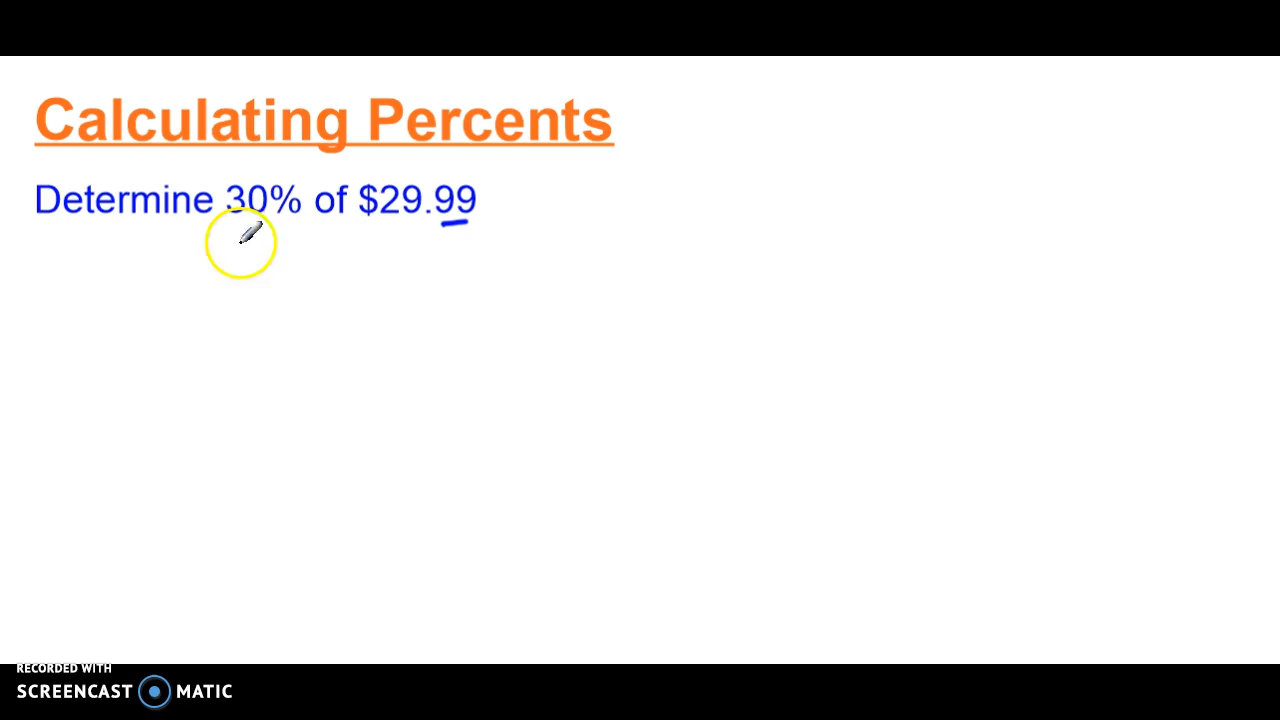 Calculating Percents
Determine 30% of $29.99
RECORDED WITH
SCREENCAST MATIC